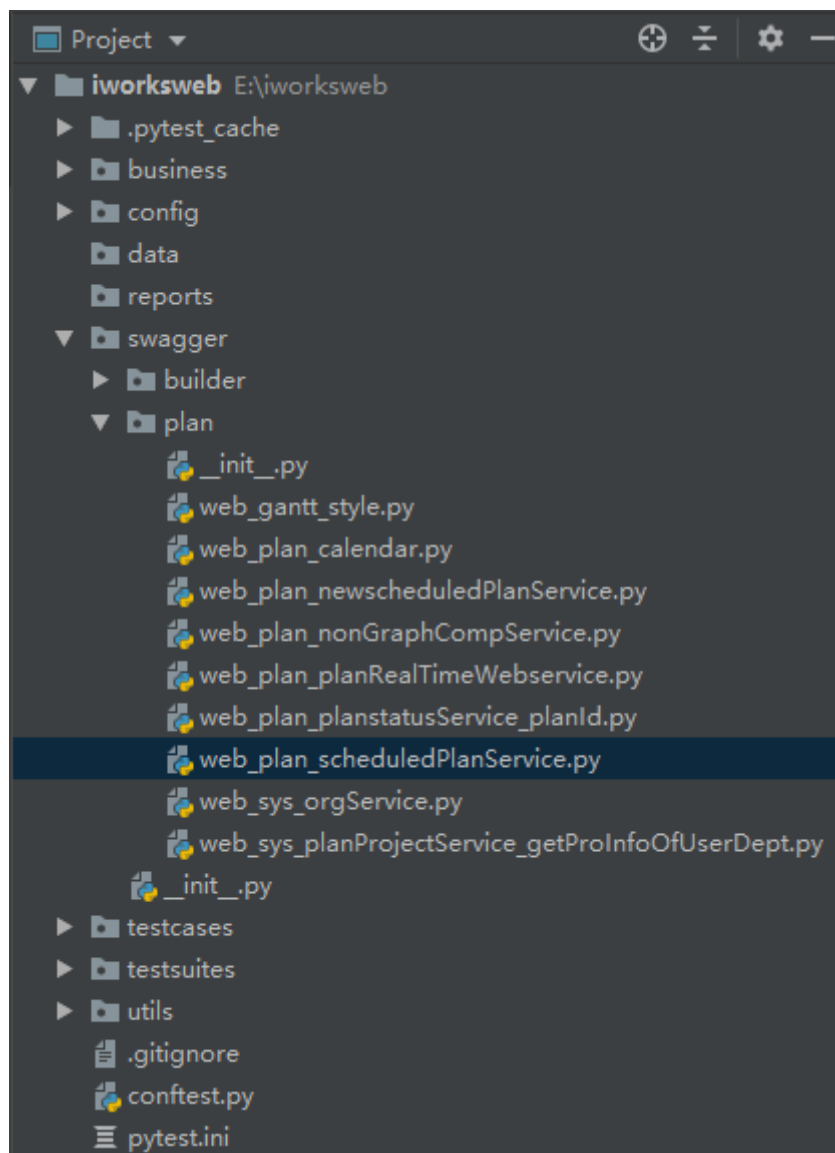 Project
iworksweb E:\iworksweb
.pytest_cache
business
config
data
reports
swagger
builder
plan
__init__.py
web_gantt_style.py
web_plan_calendar.py
web_plan_newscheduledPlanService.py
web_plan_nonGraphCompService.py
web_plan_planRealTimeWebservice.py
web_plan_planstatusService_planId.py
web_plan_scheduledPlanService.py
web_sys_orgService.py
web_sys_planProjectService_getProInfoOfUserDept.py
__init__.py
testcases
testsuites
utils
.gitignore
conftest.py
pytest.ini